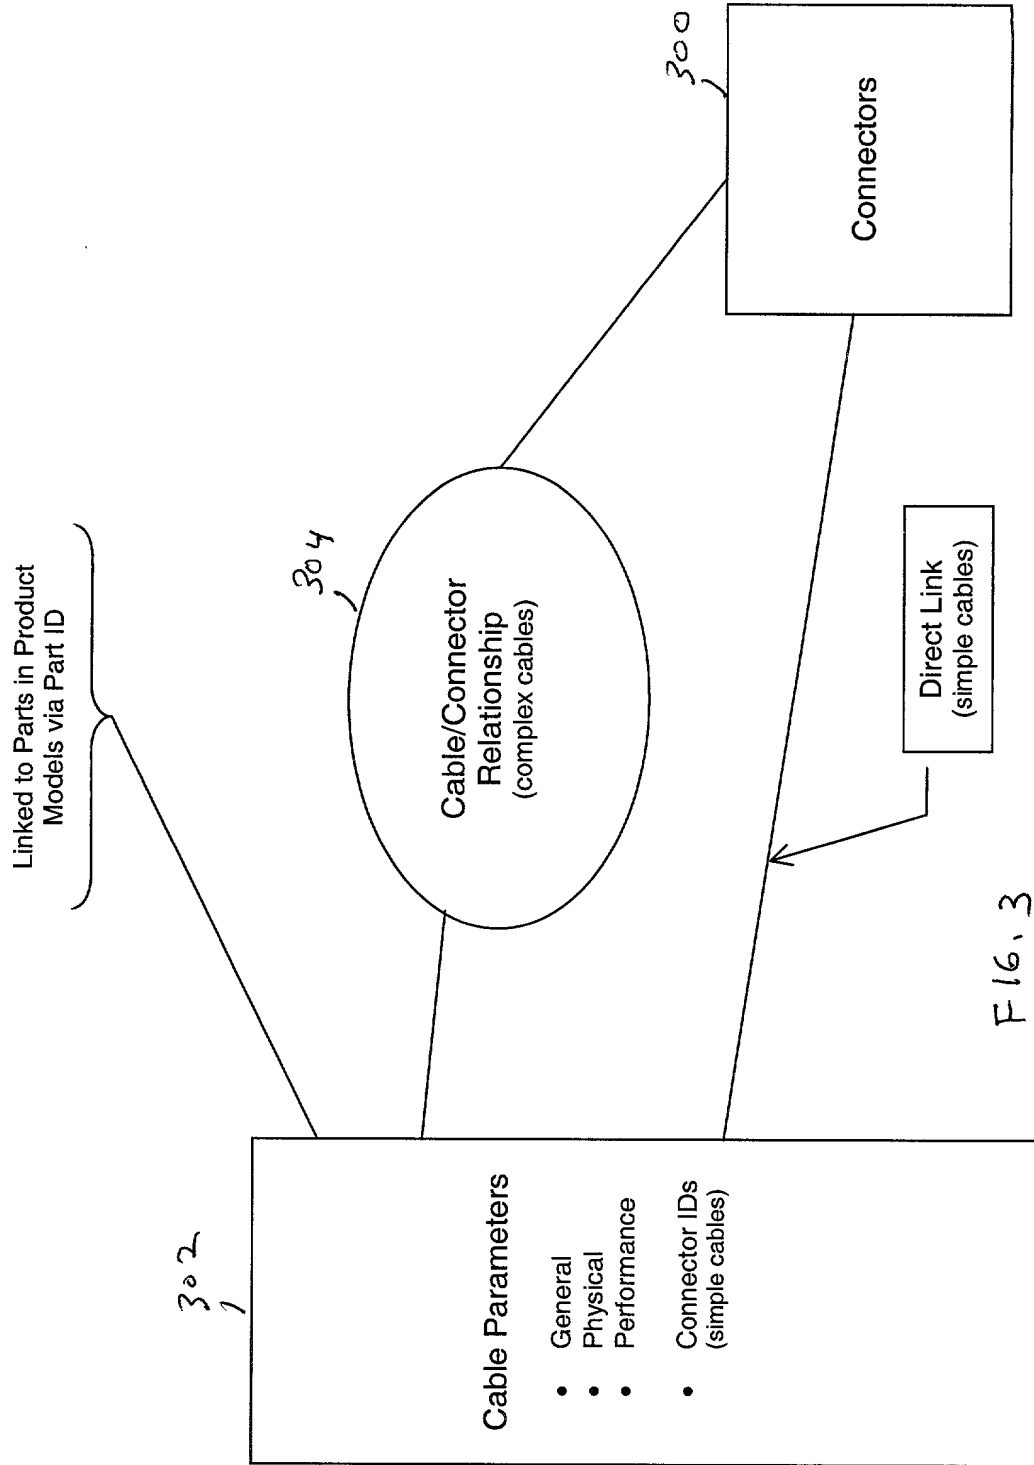 Linked to Parts in Product
Models via Part ID
302
Cable Parameters
• General
• Physical
• Performance
• Connector IDs
(simple cables)
304
Cable/Connector
Relationship
(complex cables)
300
Connectors
Direct Link
(simple cables)
FIG. 3